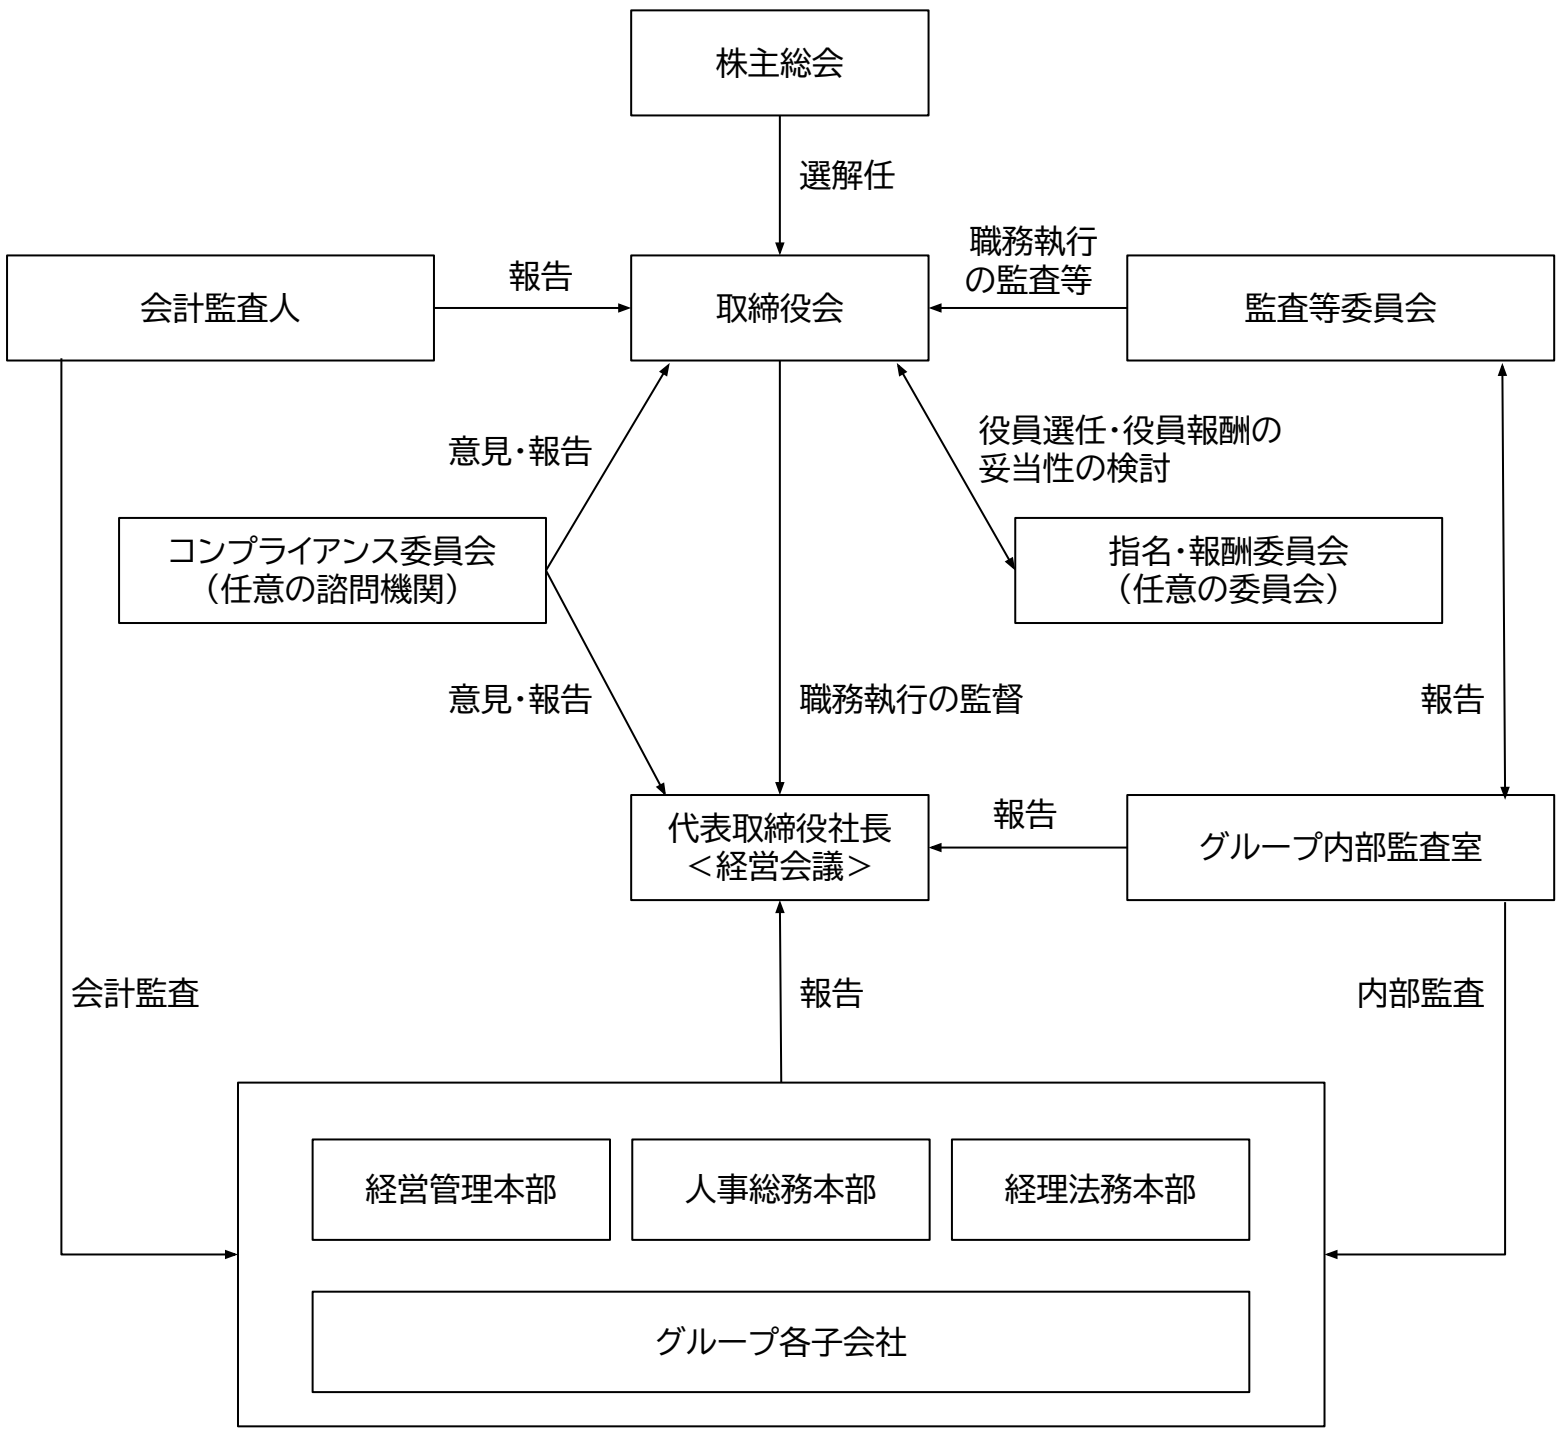 株主総会
選解任
職務執行
の監査等
報告
会計監査人
取締役会
監査等委員会
意見・報告
役員選任・役員報酬の
妥当性の検討
コンプライアンス委員会
（任意の諮問機関）
指名・報酬委員会
（任意の委員会）
意見・報告
職務執行の監督
報告
代表取締役社長
＜経営会議＞
報告
グループ内部監査室
会計監査
報告
内部監査
経営管理本部
人事総務本部
経理法務本部
グループ各子会社